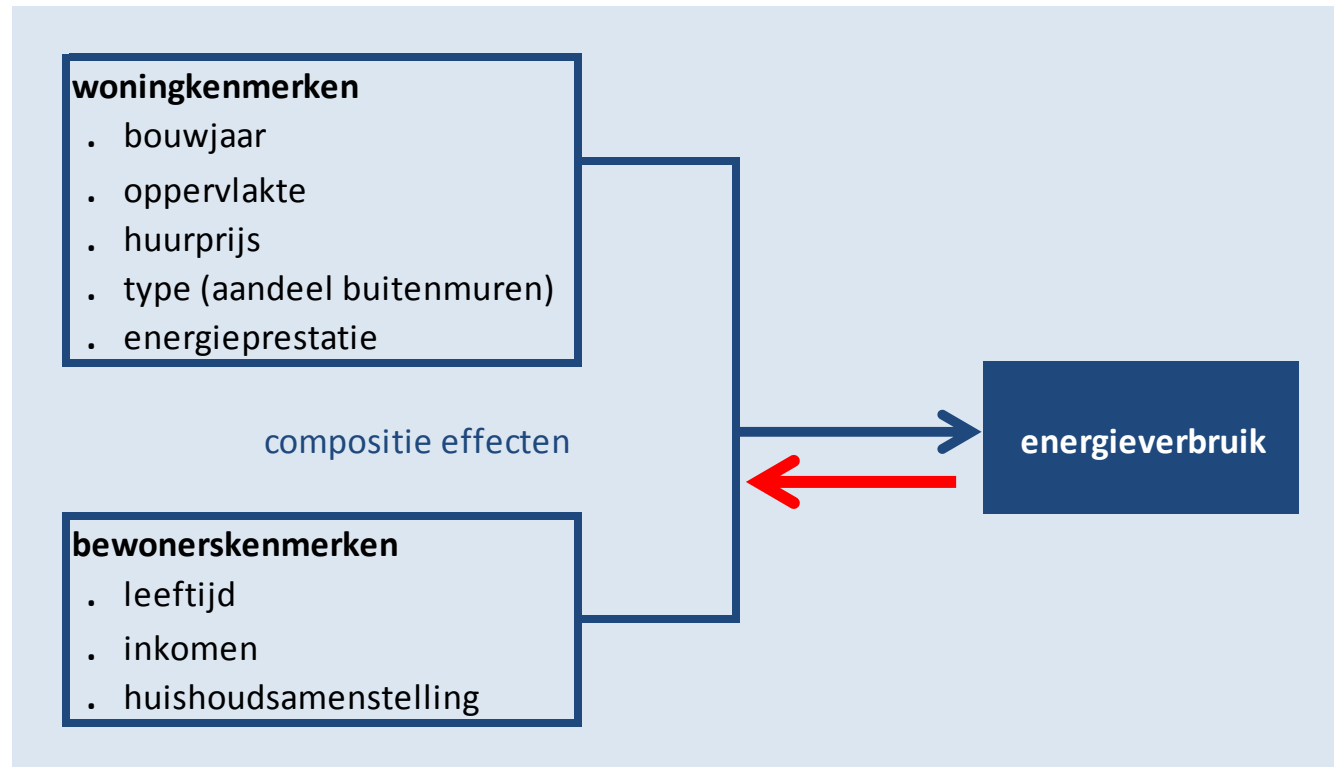 woningkenmerken
. bouwjaar
. oppervlakte
. huurprijs
. type (aandeel buitenmuren)
. energieprestatie
compositie effecten
energieverbruik
bewonerskenmerken
. leeftijd
. inkomen
. huishoudsamenstelling